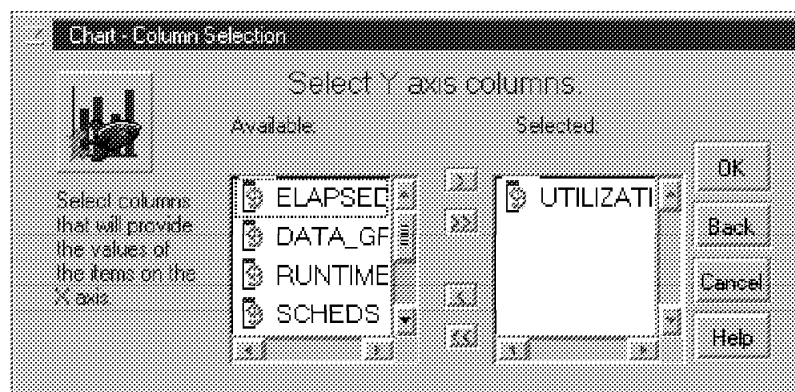 Chart - Column Selection
Select Y axis columns.
Available:
Selected:
Select columns
that will provide
the values of
the items on the
X axis
ELAPSED
DATA_GF
RUNTIME
SCHEDS
>
>>
<
<<
UTILIZATI
OK
Back
Cancel
Help